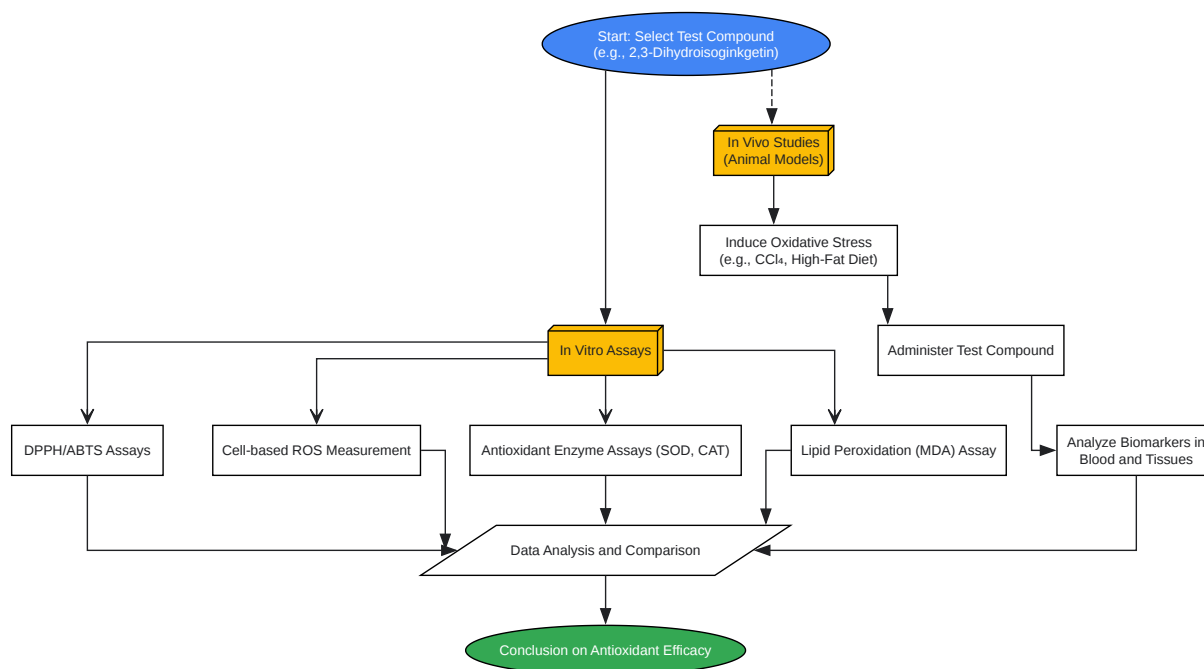 Start: Select Test Compound
(e.g., 2,3-Dihydroisoginkgetin)
In Vivo Studies
(Animal Models)
Induce Oxidative Stress
(e.g., CCl₄, High-Fat Diet)
In Vitro Assays
Administer Test Compound
DPPH/ABTS Assays
Cell-based ROS Measurement
Antioxidant Enzyme Assays (SOD, CAT)
Lipid Peroxidation (MDA) Assay
Analyze Biomarkers in
Blood and Tissues
Data Analysis and Comparison
Conclusion on Antioxidant Efficacy